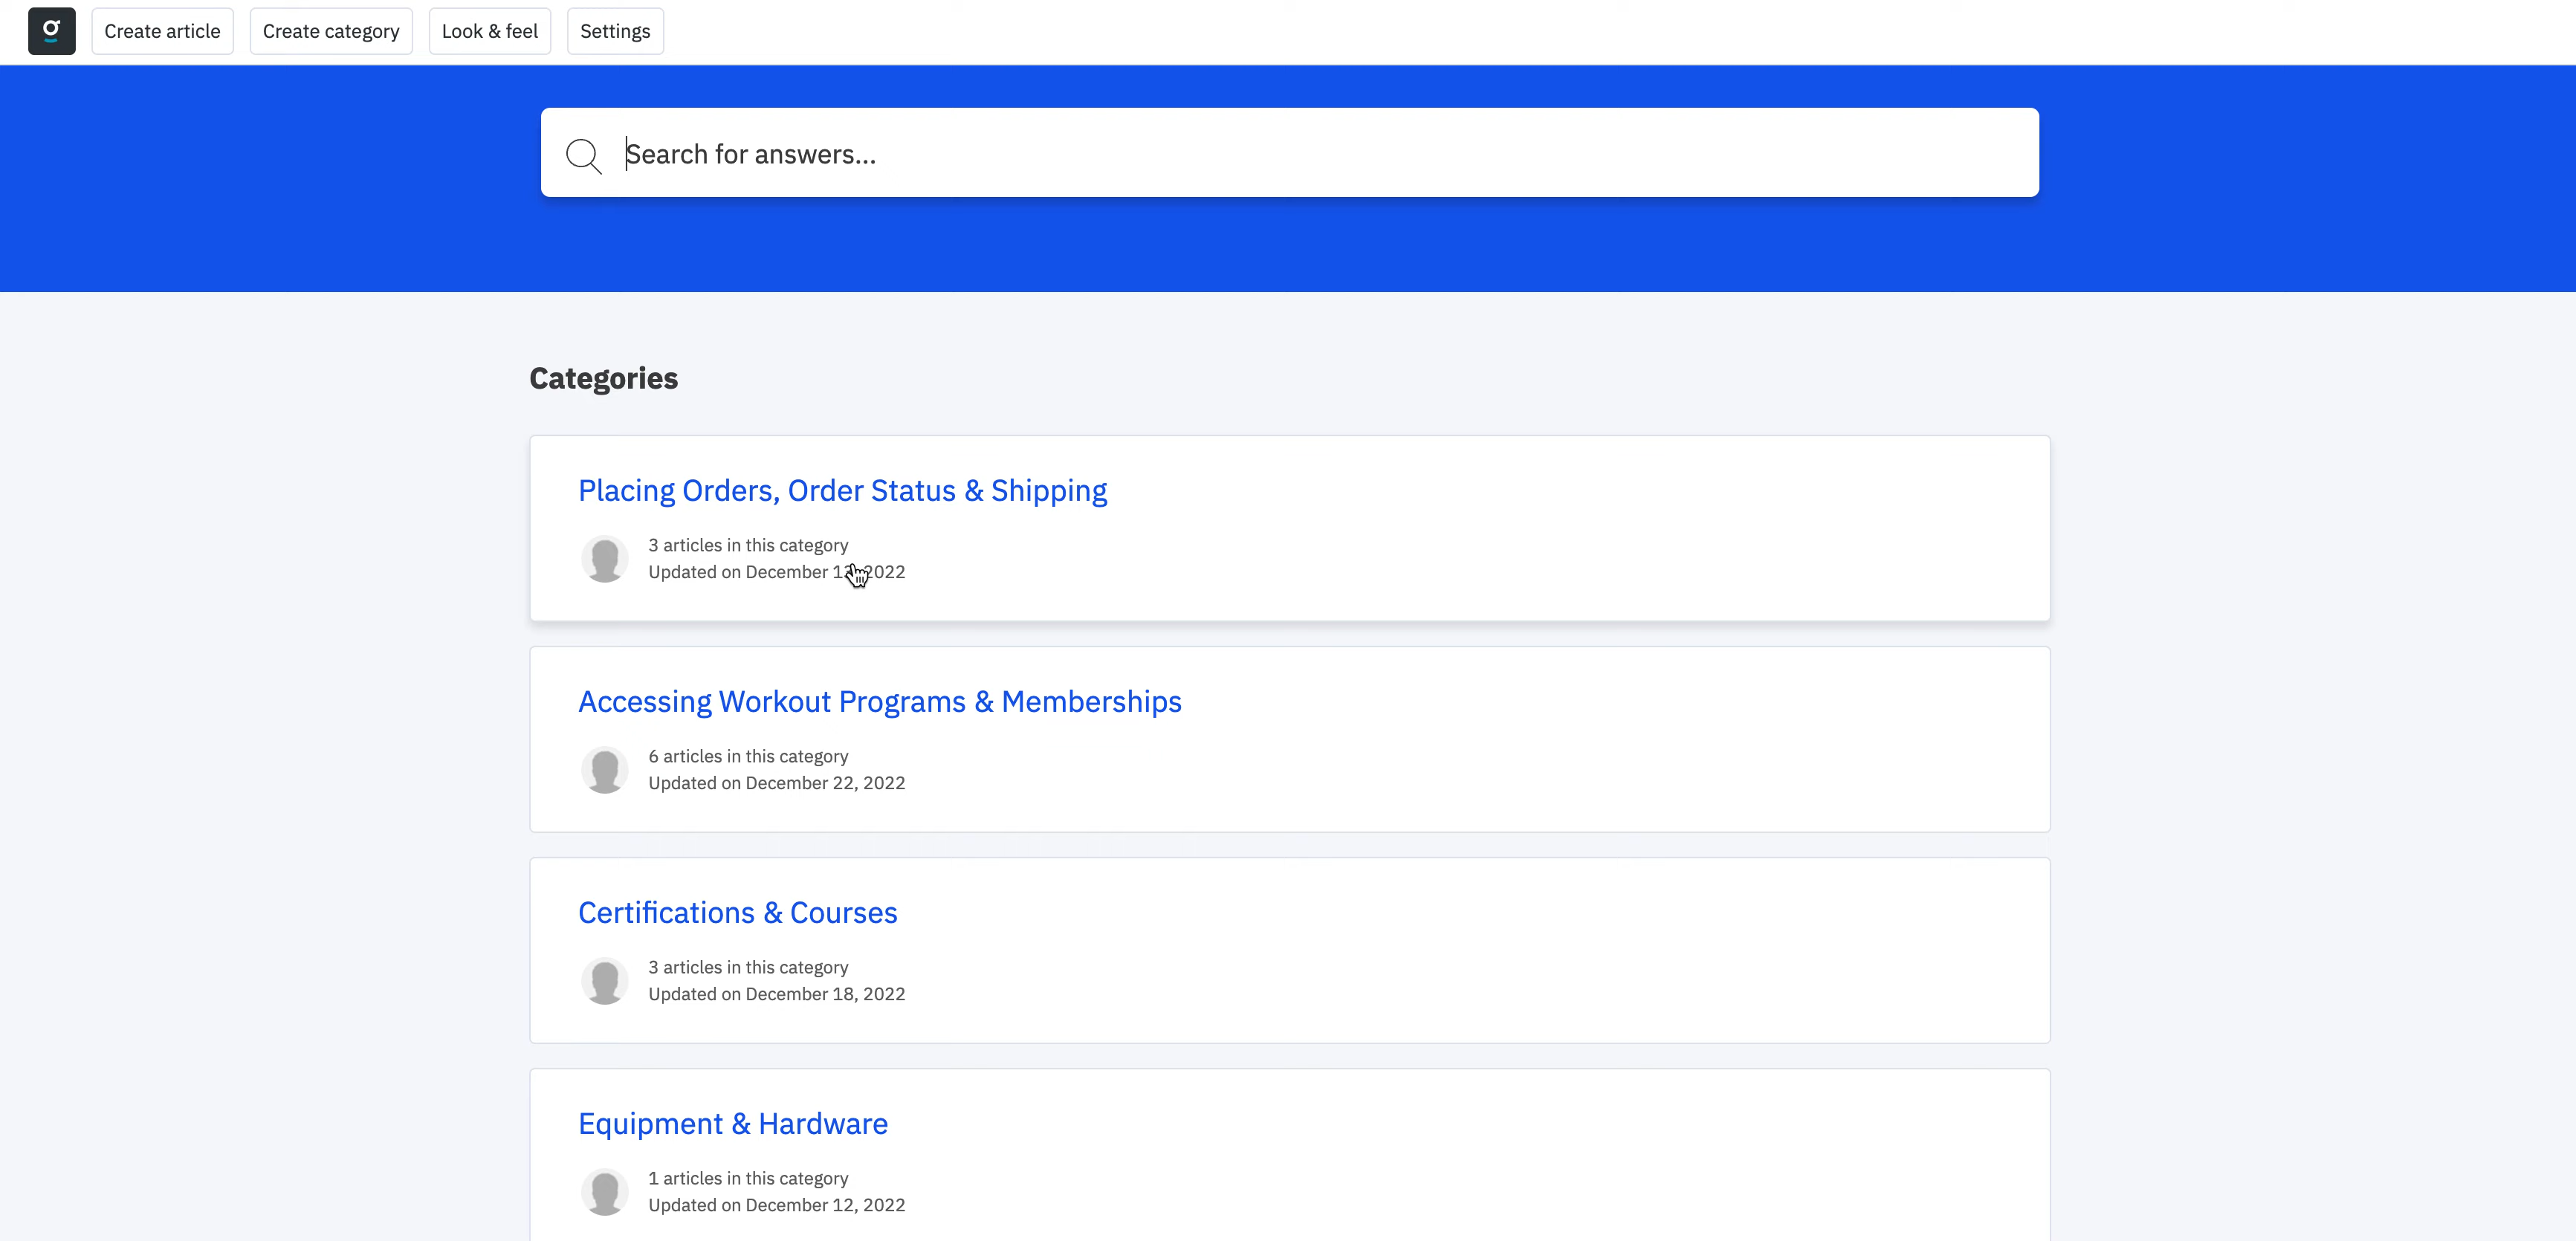 g
Create article
Create category
Look & feel
Settings
Search for answers...
Categories
Placing Orders, Order Status & Shipping
3 articles in this category
Updated on December 2022
Accessing Workout Programs & Memberships
6 articles in this category
Updated on December 22, 2022
Certifications & Courses
3 articles in this category
Updated on December 18, 2022
Equipment & Hardware
1 articles in this category
Updated on December 12, 2022